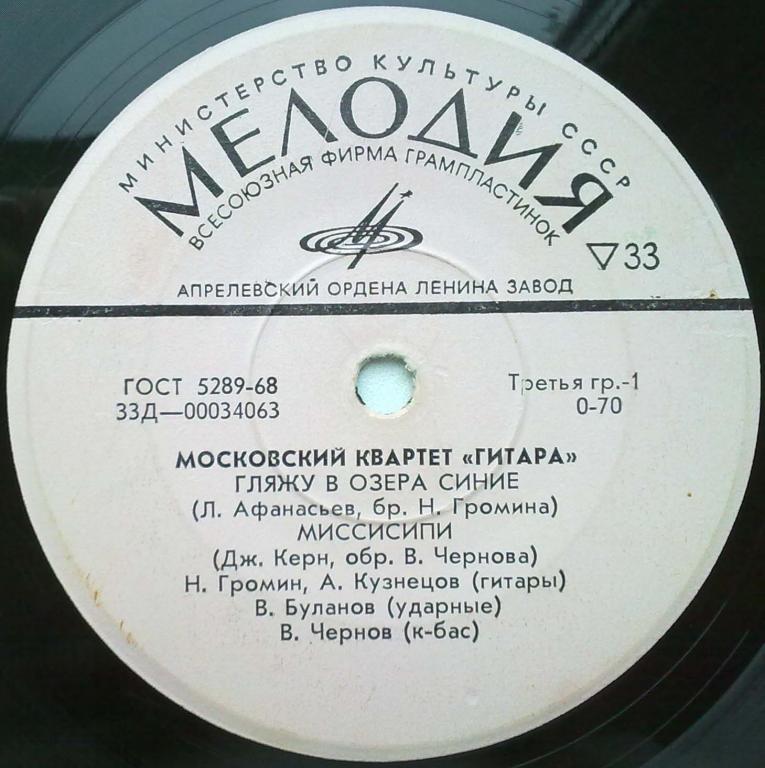 МИНИСТЕРСТВО КУЛЬТУРЫ СССР
МЕЛОДИЯ
ВСЕСОЮЗНАЯ ФИРМА ГРАМПЛАСТИНОК
▽33
АПРЕЛЕВСКИЙ ОРДЕНА ЛЕНИНА ЗАВОД
ГОСТ 5289-68
Третья гр.-1
33Д—00034063
0-70
МОСКОВСКИЙ КВАРТЕТ «ГИТАРА»
ГЛЯЖУ В ОЗЕРА СИНИЕ
(Л. Афанасьев, бр. Н. Громина)
МИССИСИПИ
(Дж. Керн, обр. В. Чернова)
Н. Громин, А. Кузнецов (гитары)
В. Буланов (ударные)
В. Чернов (к-бас)